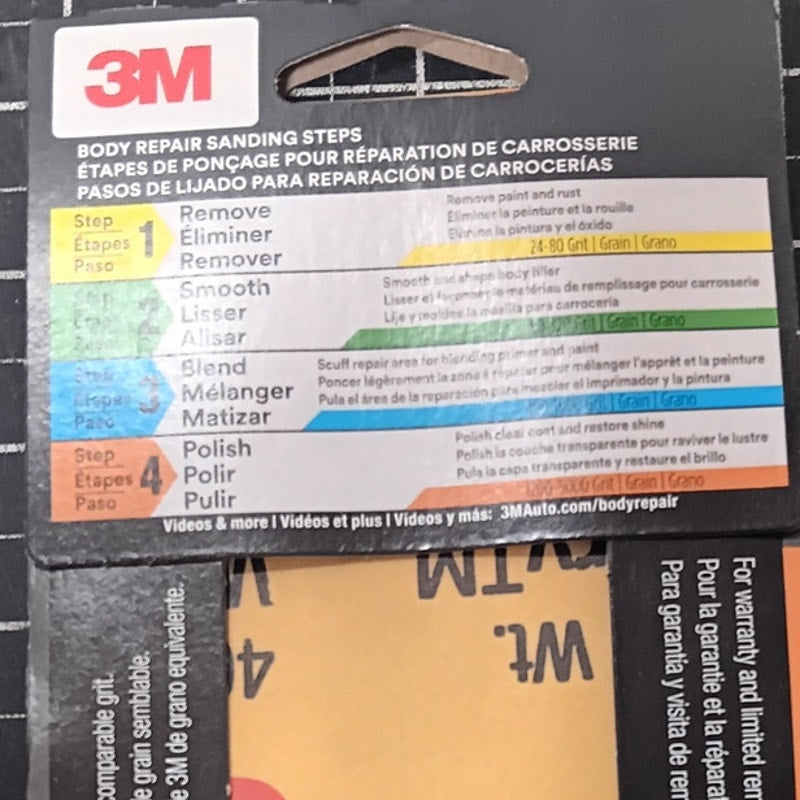 3M
BODY REPAIR SANDING STEPS
ÉTAPES DE PONÇAGE POUR RÉPARATION DE CARROSSERIE
PASOS DE LIJADO PARA REPARACIÓN DE CARROCERÍAS
Step
Étapes
Paso
1
Remove
Éliminer
Remover
Remove paint and rust
Éliminer la peinture et la rouille
Elimine la pintura y el óxido
24-80 Grit | Grain | Grano
2
Smooth
Lisser
Alisar
Smooth and shape body filler
Lisser et façonner le matériau de remplissage pour carrosserie
Lije y moldee la masilla para carrocería
Grit | Grain | Grano
Step
Étapes
Paso
3
Blend
Mélanger
Matizar
Scuff repair area for blending primer and paint
Poncer légèrement la zone à réparer pour mélanger l'apprêt et la peinture
Pula el área de la reparación para mezclar el imprimador y la pintura
Grit | Grain | Grano
Step
Étapes
Paso
4
Polish
Polir
Pulir
Polish clear coat and restore shine
Polish la couche transparente pour raviver le lustre
Pula la capa transparente y restaure el brillo
Grit | Grain | Grano
Videos & more | Vidéos et plus | Videos y más: 3MAuto.com/bodyrepair
comparable grit.
e grain semblable.
e 3M de grano equivalente.
Wt.
For warranty and limited rem
Pour la garantie et la répara
Para garantía y visita de rem